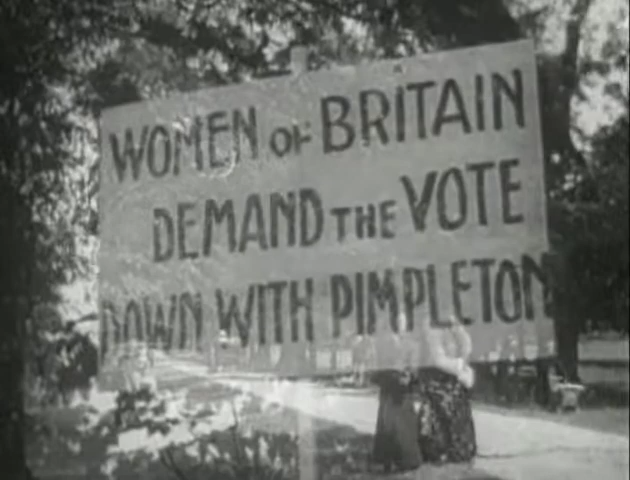 WOMEN OF BRITAIN
DEMAND THE VOTE
DOWN WITH PIMPLETON